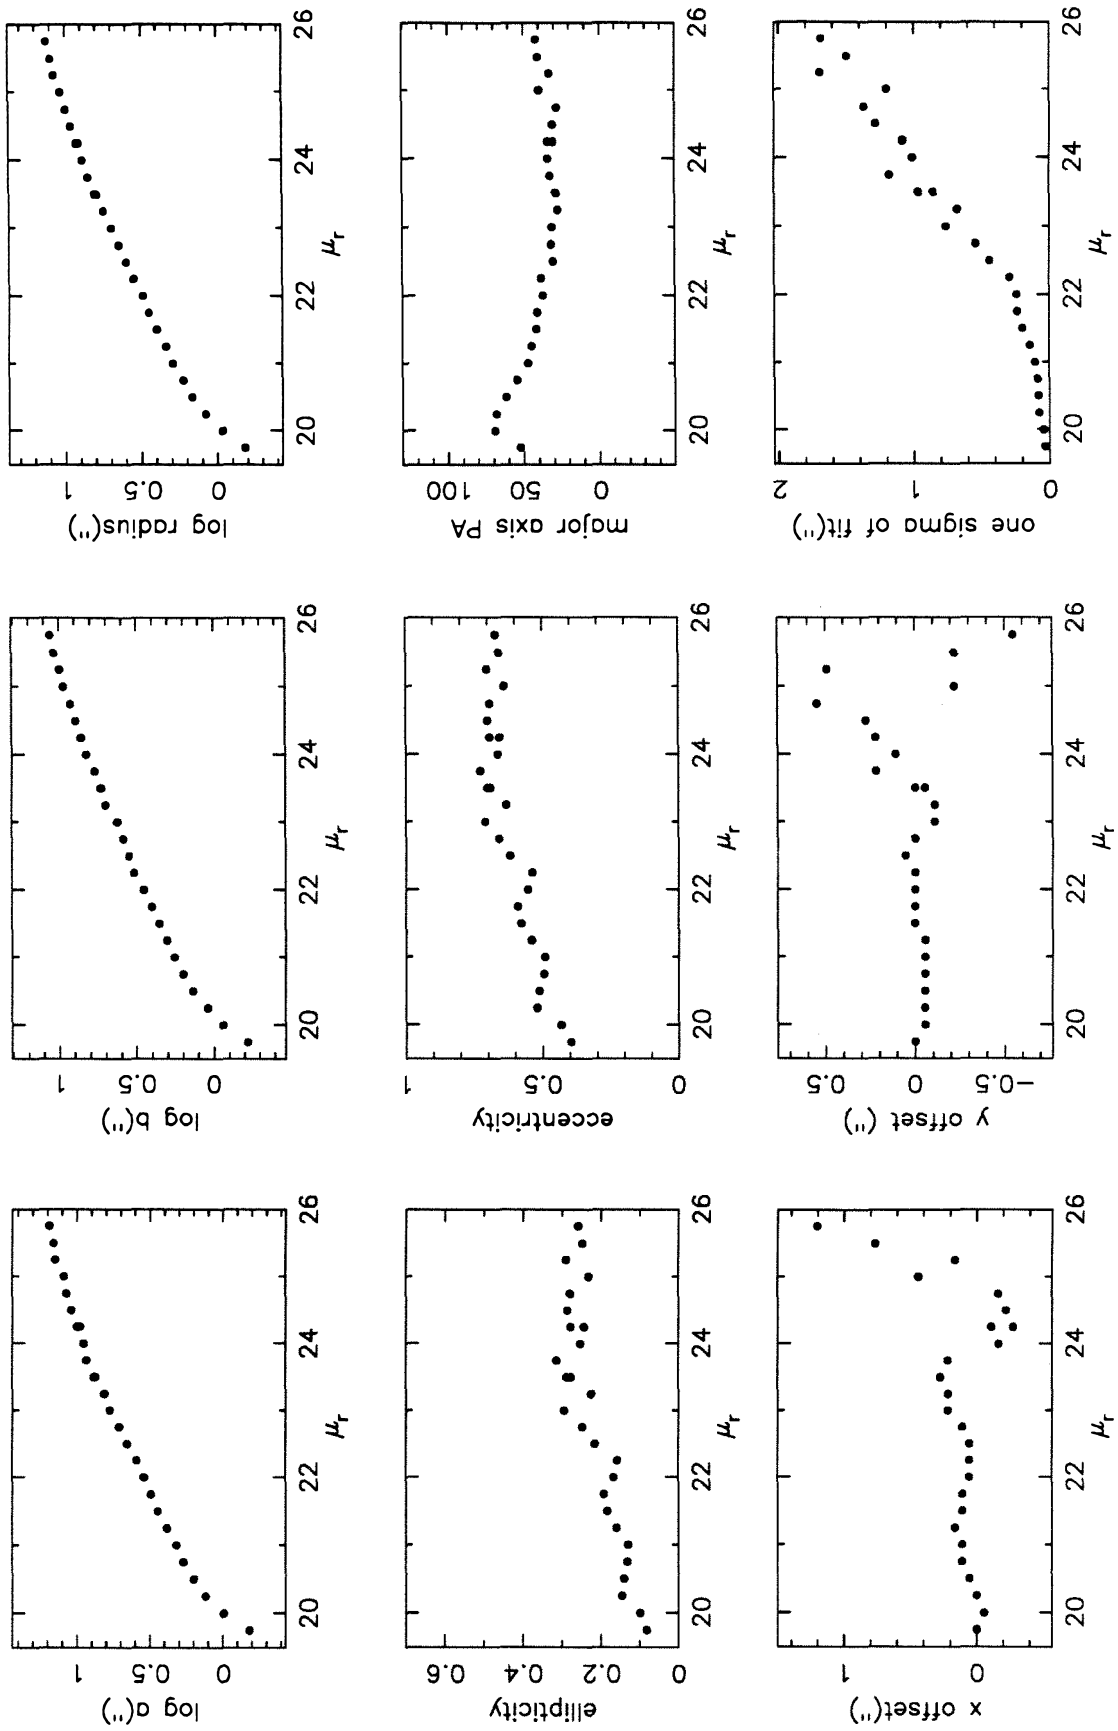 log a(")
1
0.5
0
20 22 24 26
μr
log b(")
1
0.5
0
20 22 24 26
μr
log radius(")
1
0.5
0
20 22 24 26
μr
ellipticity
0.6
0.4
0.2
0
20 22 24 26
μr
eccentricity
1
0.5
0
20 22 24 26
μr
major axis PA
100
50
0
20 22 24 26
μr
x offset(")
1
0
20 22 24 26
μr
y offset (")
0.5
0
−0.5
20 22 24 26
μr
one sigma of fit(")
2
1
0
20 22 24 26
μr